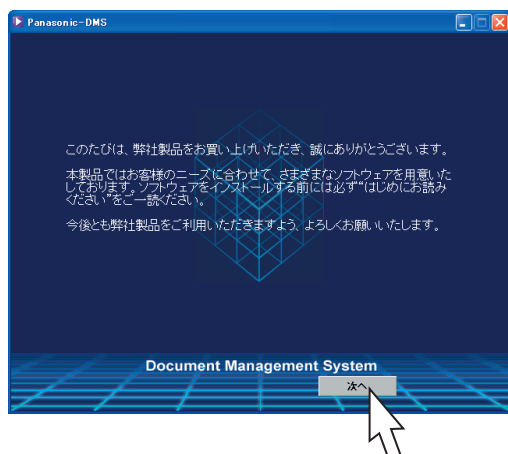 Panasonic-DMS
このたびは、弊社製品をお買い上げいただき、誠にありがとうございます。
本製品ではお客様のニーズに合わせて、さまざまなソフトウェアを用意いた
しております。ソフトウェアをインストールする前には必ず“はじめにお読み
ください”をご一読ください。
今後とも弊社製品をご利用いただきますよう、よろしくお願いいたします。
Document Management System
次へ